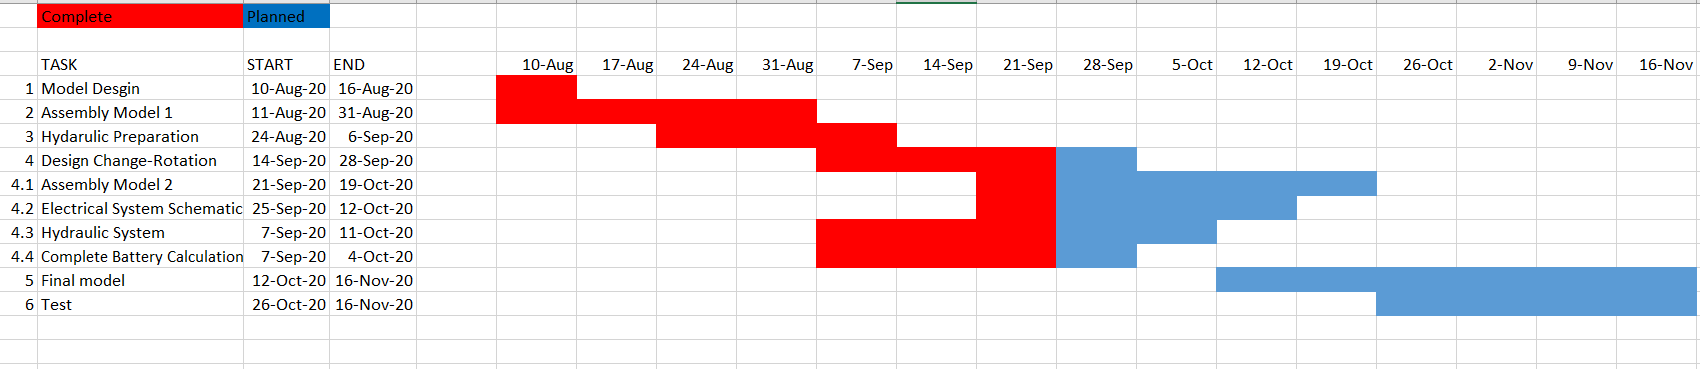 Complete Planned
TASK START END 10-Aug 17-Aug 24-Aug 31-Aug 7-Sep 14-Sep 21-Sep 28-Sep 5-Oct 12-Oct 19-Oct 26-Oct 2-Nov 9-Nov 16-Nov
1 Model Desgin 10-Aug-20 16-Aug-20
2 Assembly Model 1 11-Aug-20 31-Aug-20
3 Hydarulic Preparation 24-Aug-20 6-Sep-20
4 Design Change-Rotation 14-Sep-20 28-Sep-20
4.1 Assembly Model 2 21-Sep-20 19-Oct-20
4.2 Electrical System Schematic 25-Sep-20 12-Oct-20
4.3 Hydraulic System 7-Sep-20 11-Oct-20
4.4 Complete Battery Calculation 7-Sep-20 4-Oct-20
5 Final model 12-Oct-20 16-Nov-20
6 Test 26-Oct-20 16-Nov-20